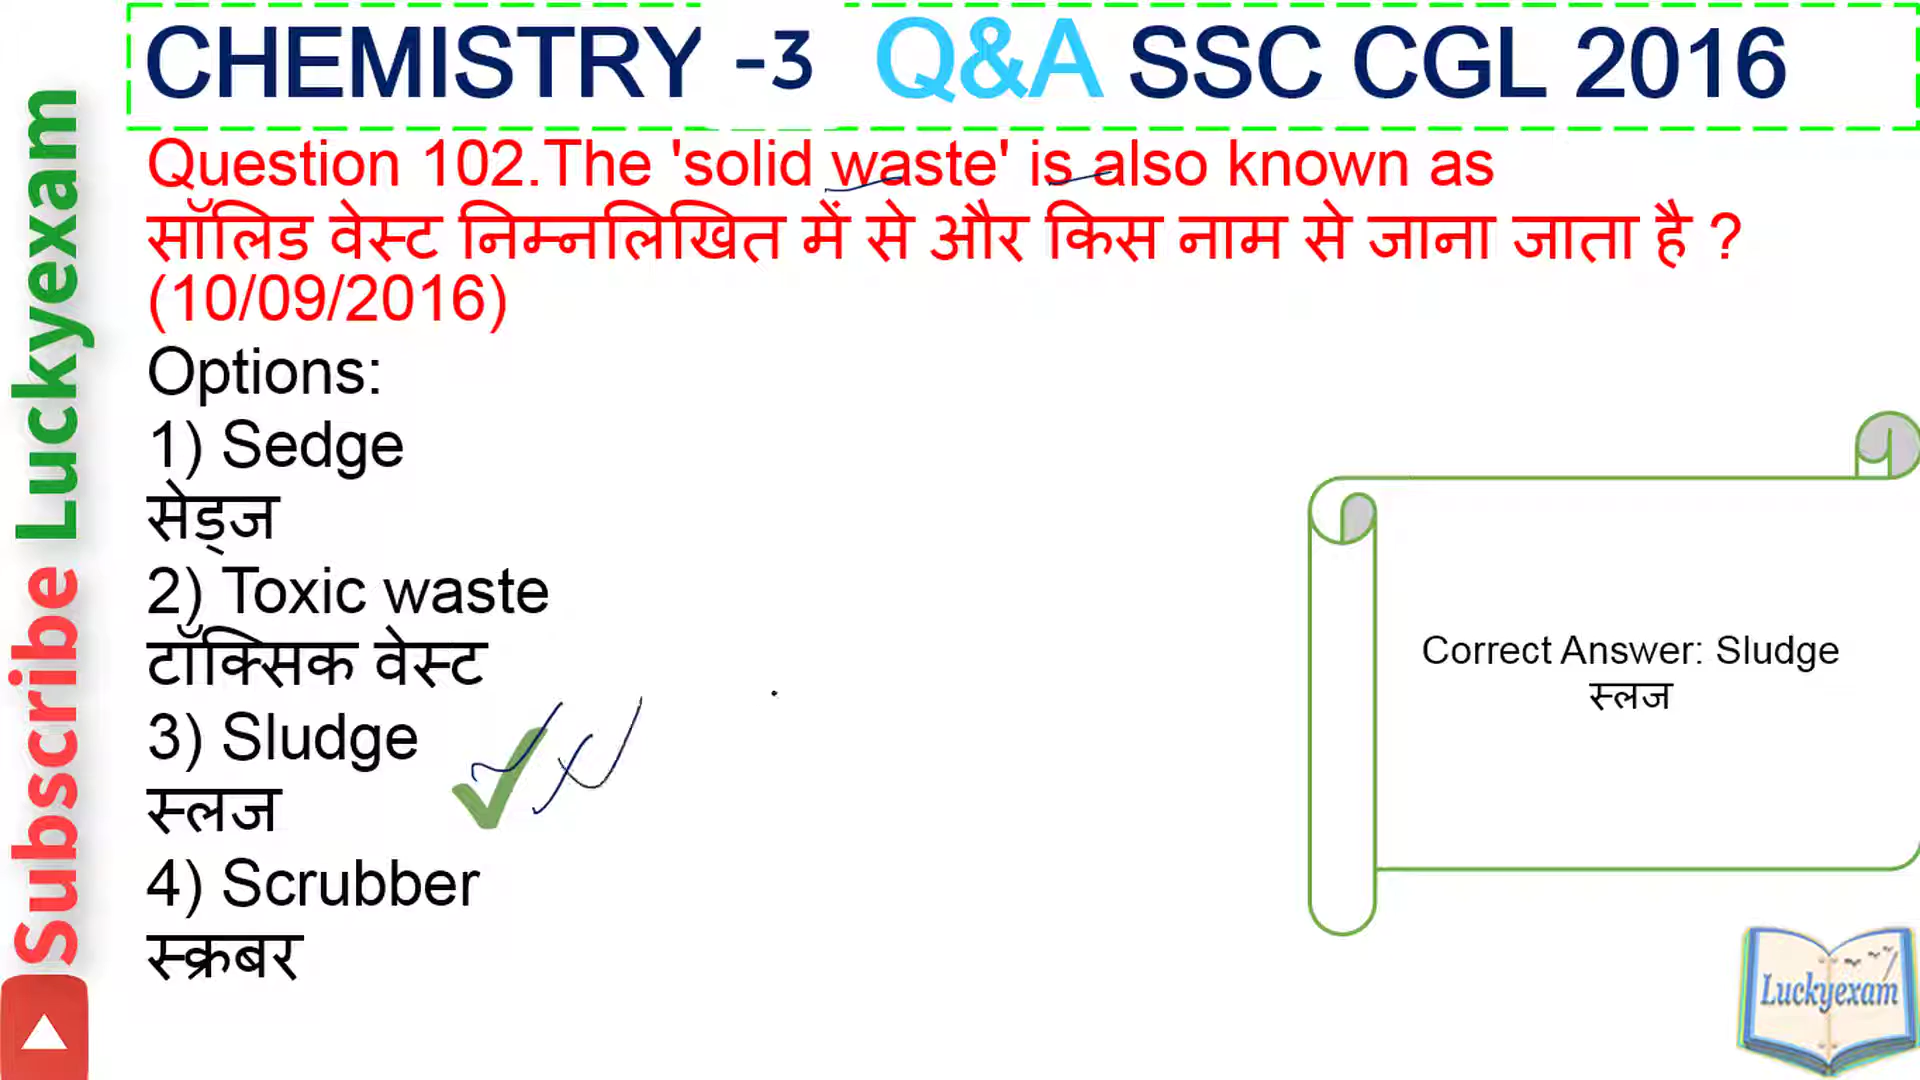 CHEMISTRY -3 Q&A SSC CGL 2016
Question 102.The 'solid waste' is also known as
सॉलिड वेस्ट निम्नलिखित में से और किस नाम से जाना जाता है ?
(10/09/2016)
Options:
1) Sedge
सेड्ज
2) Toxic waste
टॉक्सिक वेस्ट
3) Sludge
स्लज
4) Scrubber
स्क्रबर
Correct Answer: Sludge
स्लज
Subscribe Luckyexam
Luckyexam